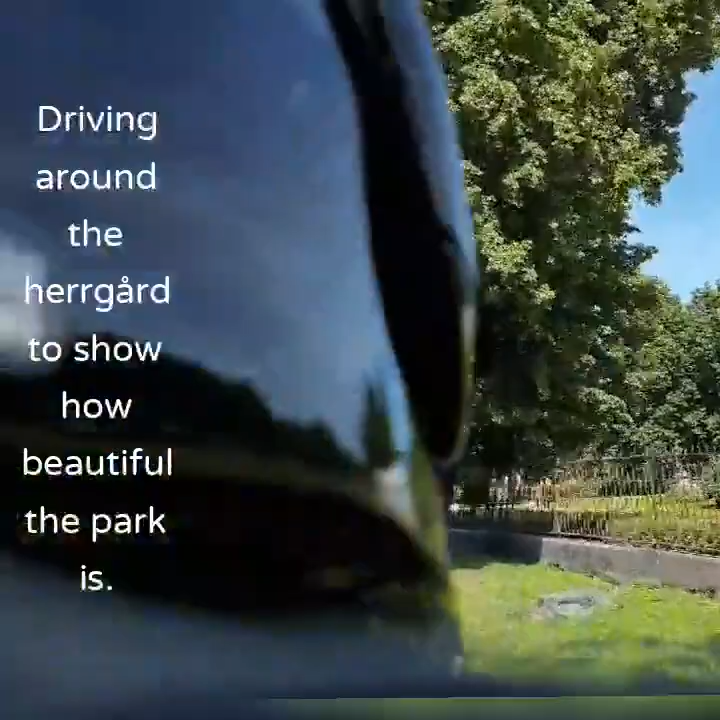 Driving
around
the
herrgård
to show
how
beautiful
the park
is.